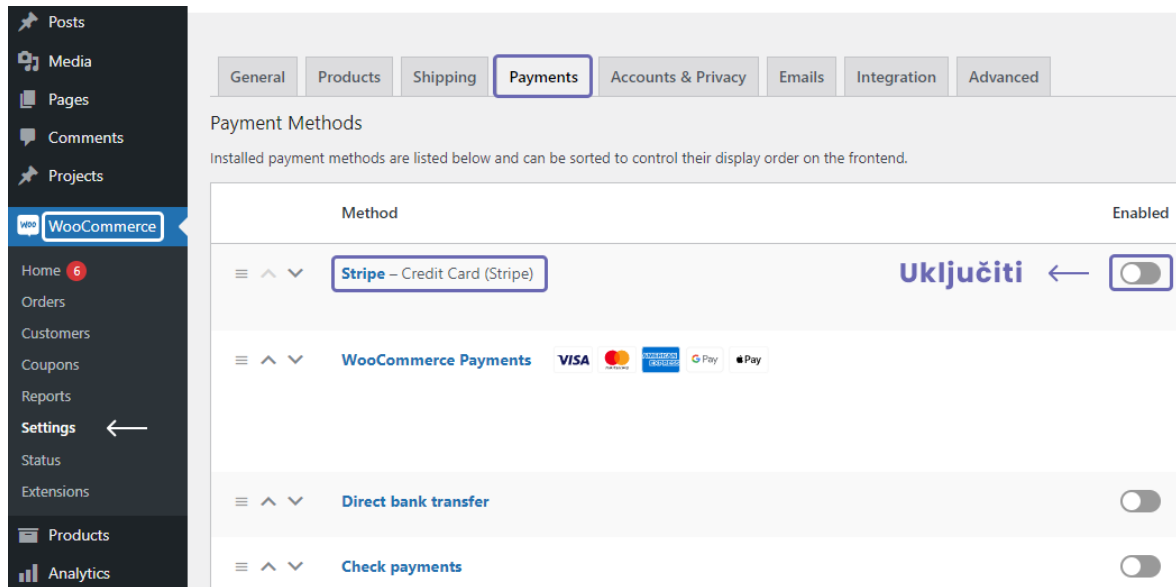 Posts
Media
Pages
Comments
Projects
WooCommerce
Home 6
Orders
Customers
Coupons
Reports
Settings
Status
Extensions
Products
Analytics
General Products Shipping Payments Accounts & Privacy Emails Integration Advanced
Payment Methods
Installed payment methods are listed below and can be sorted to control their display order on the frontend.
Method Enabled
Stripe – Credit Card (Stripe) Uključiti
WooCommerce Payments VISA AMERICAN EXPRESS G Pay Pay
Direct bank transfer
Check payments